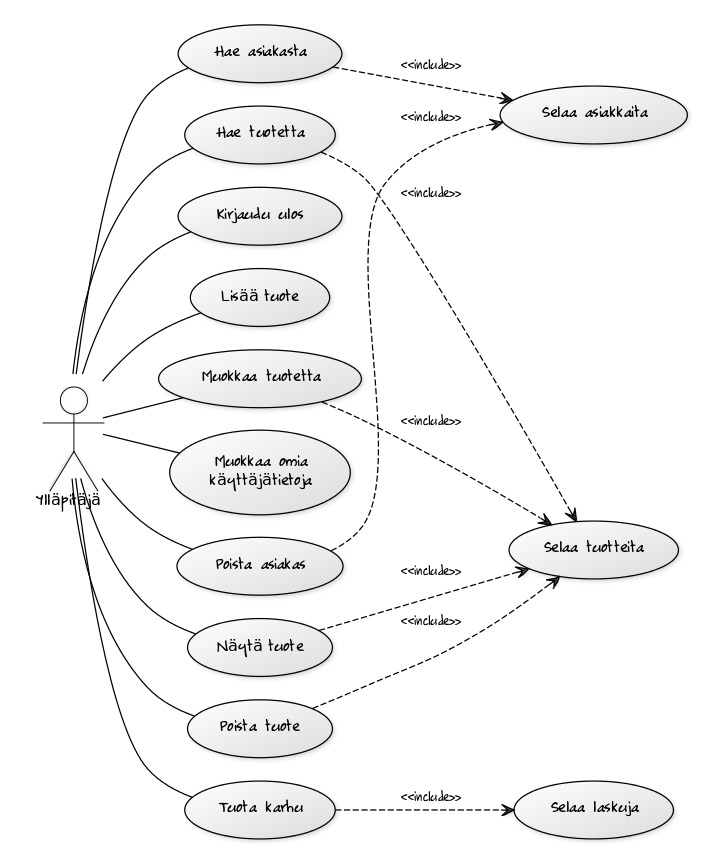 Hae asiakasta
<<include>>
Selaa asiakkaita
<<include>>
Hae tuotetta
<<include>>
Kirjaudu ulos
Lisää tuote
Muokkaa tuotetta
<<include>>
Muokkaa omia
käyttäjätietoja
Ylläpitäjä
Selaa tuotteita
Poista asiakas
<<include>>
<<include>>
Näytä tuote
Poista tuote
<<include>>
Tuota karhu
Selaa laskuja